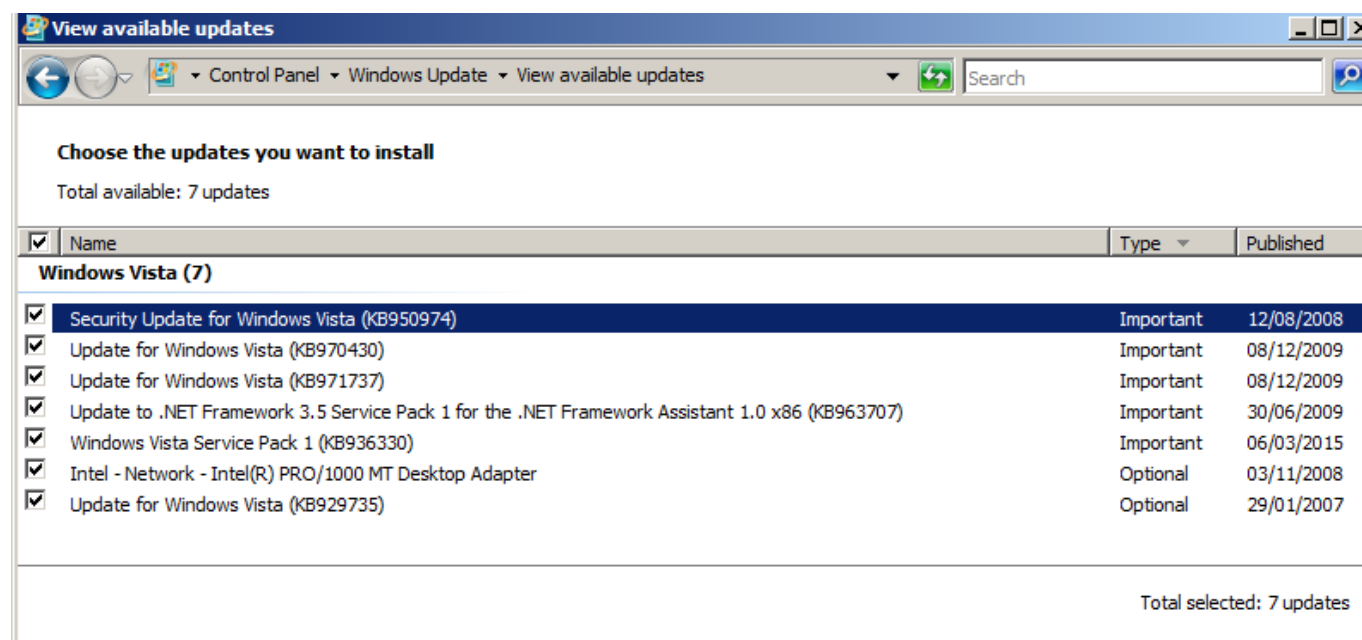 View available updates
Control Panel Windows Update View available updates Search
Choose the updates you want to install
Total available: 7 updates
Name Type Published
Windows Vista (7)
Security Update for Windows Vista (KB950974) Important 12/08/2008
Update for Windows Vista (KB970430) Important 08/12/2009
Update for Windows Vista (KB971737) Important 08/12/2009
Update to .NET Framework 3.5 Service Pack 1 for the .NET Framework Assistant 1.0 x86 (KB963707) Important 30/06/2009
Windows Vista Service Pack 1 (KB936330) Important 06/03/2015
Intel - Network - Intel(R) PRO/1000 MT Desktop Adapter Optional 03/11/2008
Update for Windows Vista (KB929735) Optional 29/01/2007
Total selected: 7 updates